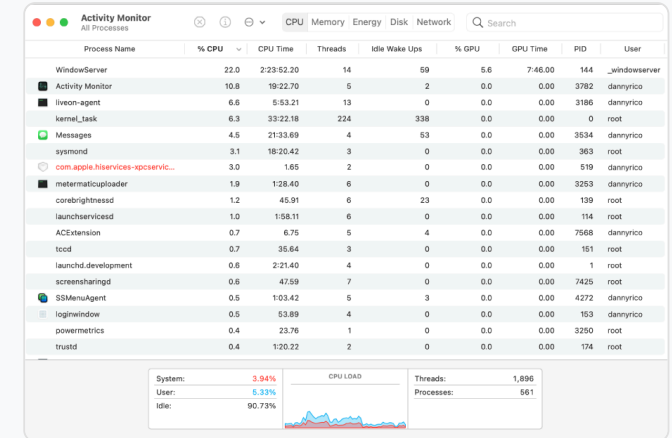 Activity Monitor
All Processes
CPU Memory Energy Disk Network
Search
Process Name % CPU CPU Time Threads Idle Wake Ups % GPU GPU Time PID User
WindowServer 22.0 2:23:52.20 14 59 5.6 7:46.00 144 _windowserver
Activity Monitor 10.8 19:22.70 5 2 0.0 0.00 3782 dannyrico
liveon-agent 6.6 5:53.21 13 0 0.0 0.00 3186 dannyrico
kernel_task 6.3 33:22.18 224 338 0.0 0.00 0 root
Messages 4.5 21:33.69 4 53 0.0 0.00 3534 dannyrico
sysmond 3.1 18:20.42 3 0 0.0 0.00 363 root
com.apple.hiservices-xpcservic... 3.0 1.65 2 0 0.0 0.00 519 dannyrico
metermaticuploader 1.9 1:28.40 6 0 0.0 0.00 3253 dannyrico
corebrightnessd 1.2 45.91 6 23 0.0 0.00 139 root
launchservicesd 1.0 1:58.11 6 0 0.0 0.00 114 root
ACExtension 0.7 6.75 5 4 0.0 0.00 7568 dannyrico
tccd 0.7 35.64 3 0 0.0 0.00 151 root
launchd.development 0.6 2:21.40 4 0 0.0 0.00 1 root
screensharingd 0.6 47.59 7 0 0.0 0.00 7425 root
SSMenuAgent 0.5 1:03.42 5 3 0.0 0.00 4272 dannyrico
loginwindow 0.5 53.89 4 0 0.0 0.00 153 dannyrico
powermetrics 0.4 23.76 1 0 0.0 0.00 3250 root
trustd 0.4 1:20.22 2 0 0.0 0.00 174 root
System: 3.94% CPU LOAD Threads: 1,896
User: 5.33% Processes: 561
Idle: 90.73%